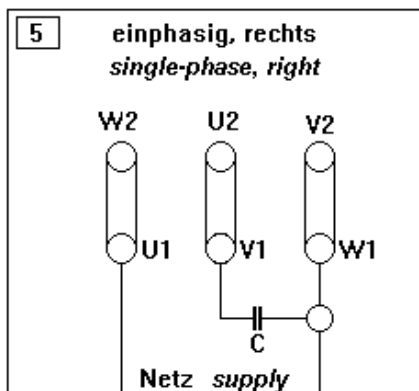 5 einphasig, rechts
single-phase, right
W2 U2 V2
U1 V1 W1
C
Netz supply